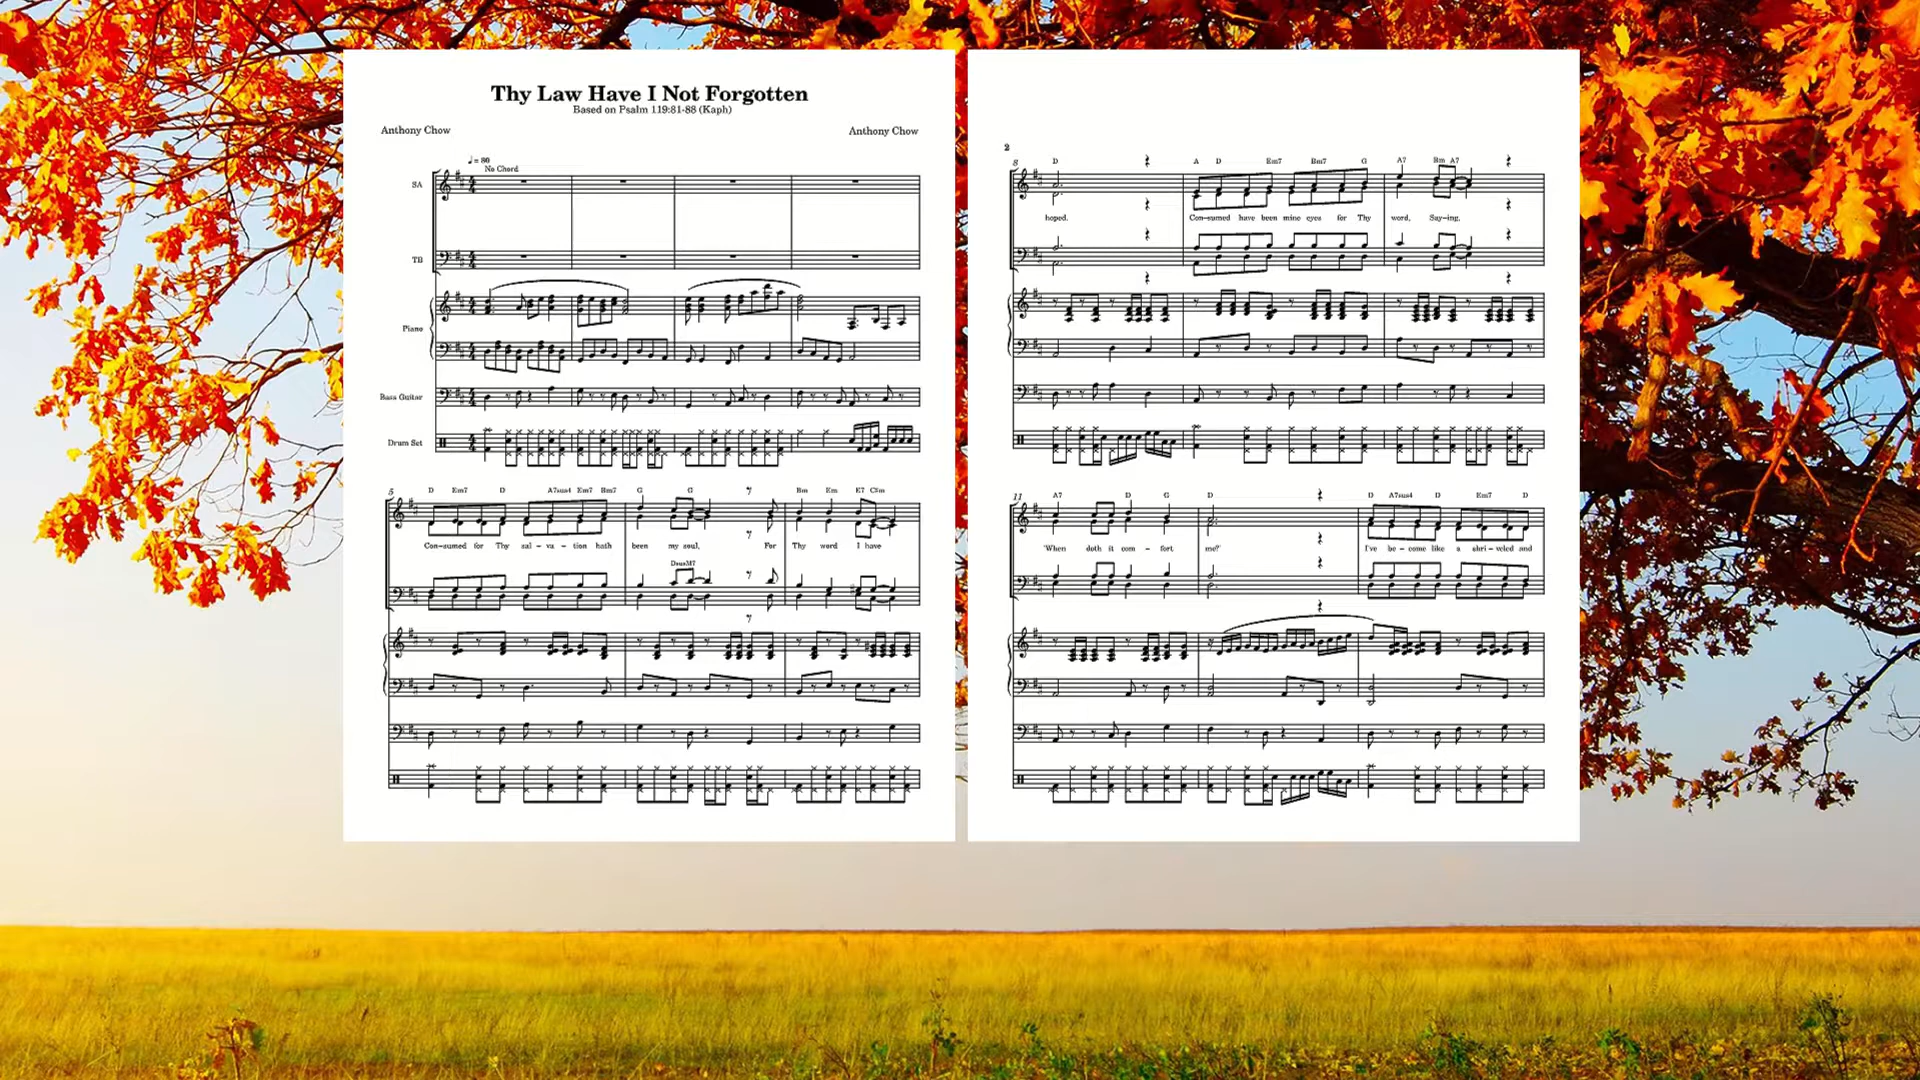 Thy Law Have I Not Forgotten
Based on Psalm 119:81-88 (Kaph)
Anthony Chow
Anthony Chow
♩ = 80
No Chord
SA
TB
Piano
Bass Guitar
Drum Set
5
D Em7 D A7sus4 Em7 Bm7 G G Bm Em E7 C#m
Con-sumed for Thy sal - va - tion hath been my soul, For Thy word I have
DsusM7
2
8
D A D Em7 Bm7 G A7 Bm A7
hoped. Con-sumed have been mine eyes for Thy word, Say-ing,
11
A7 D G D D A7sus4 D Em7 D
'When doth it com - fort me?' I've be - come like a shri - veled and